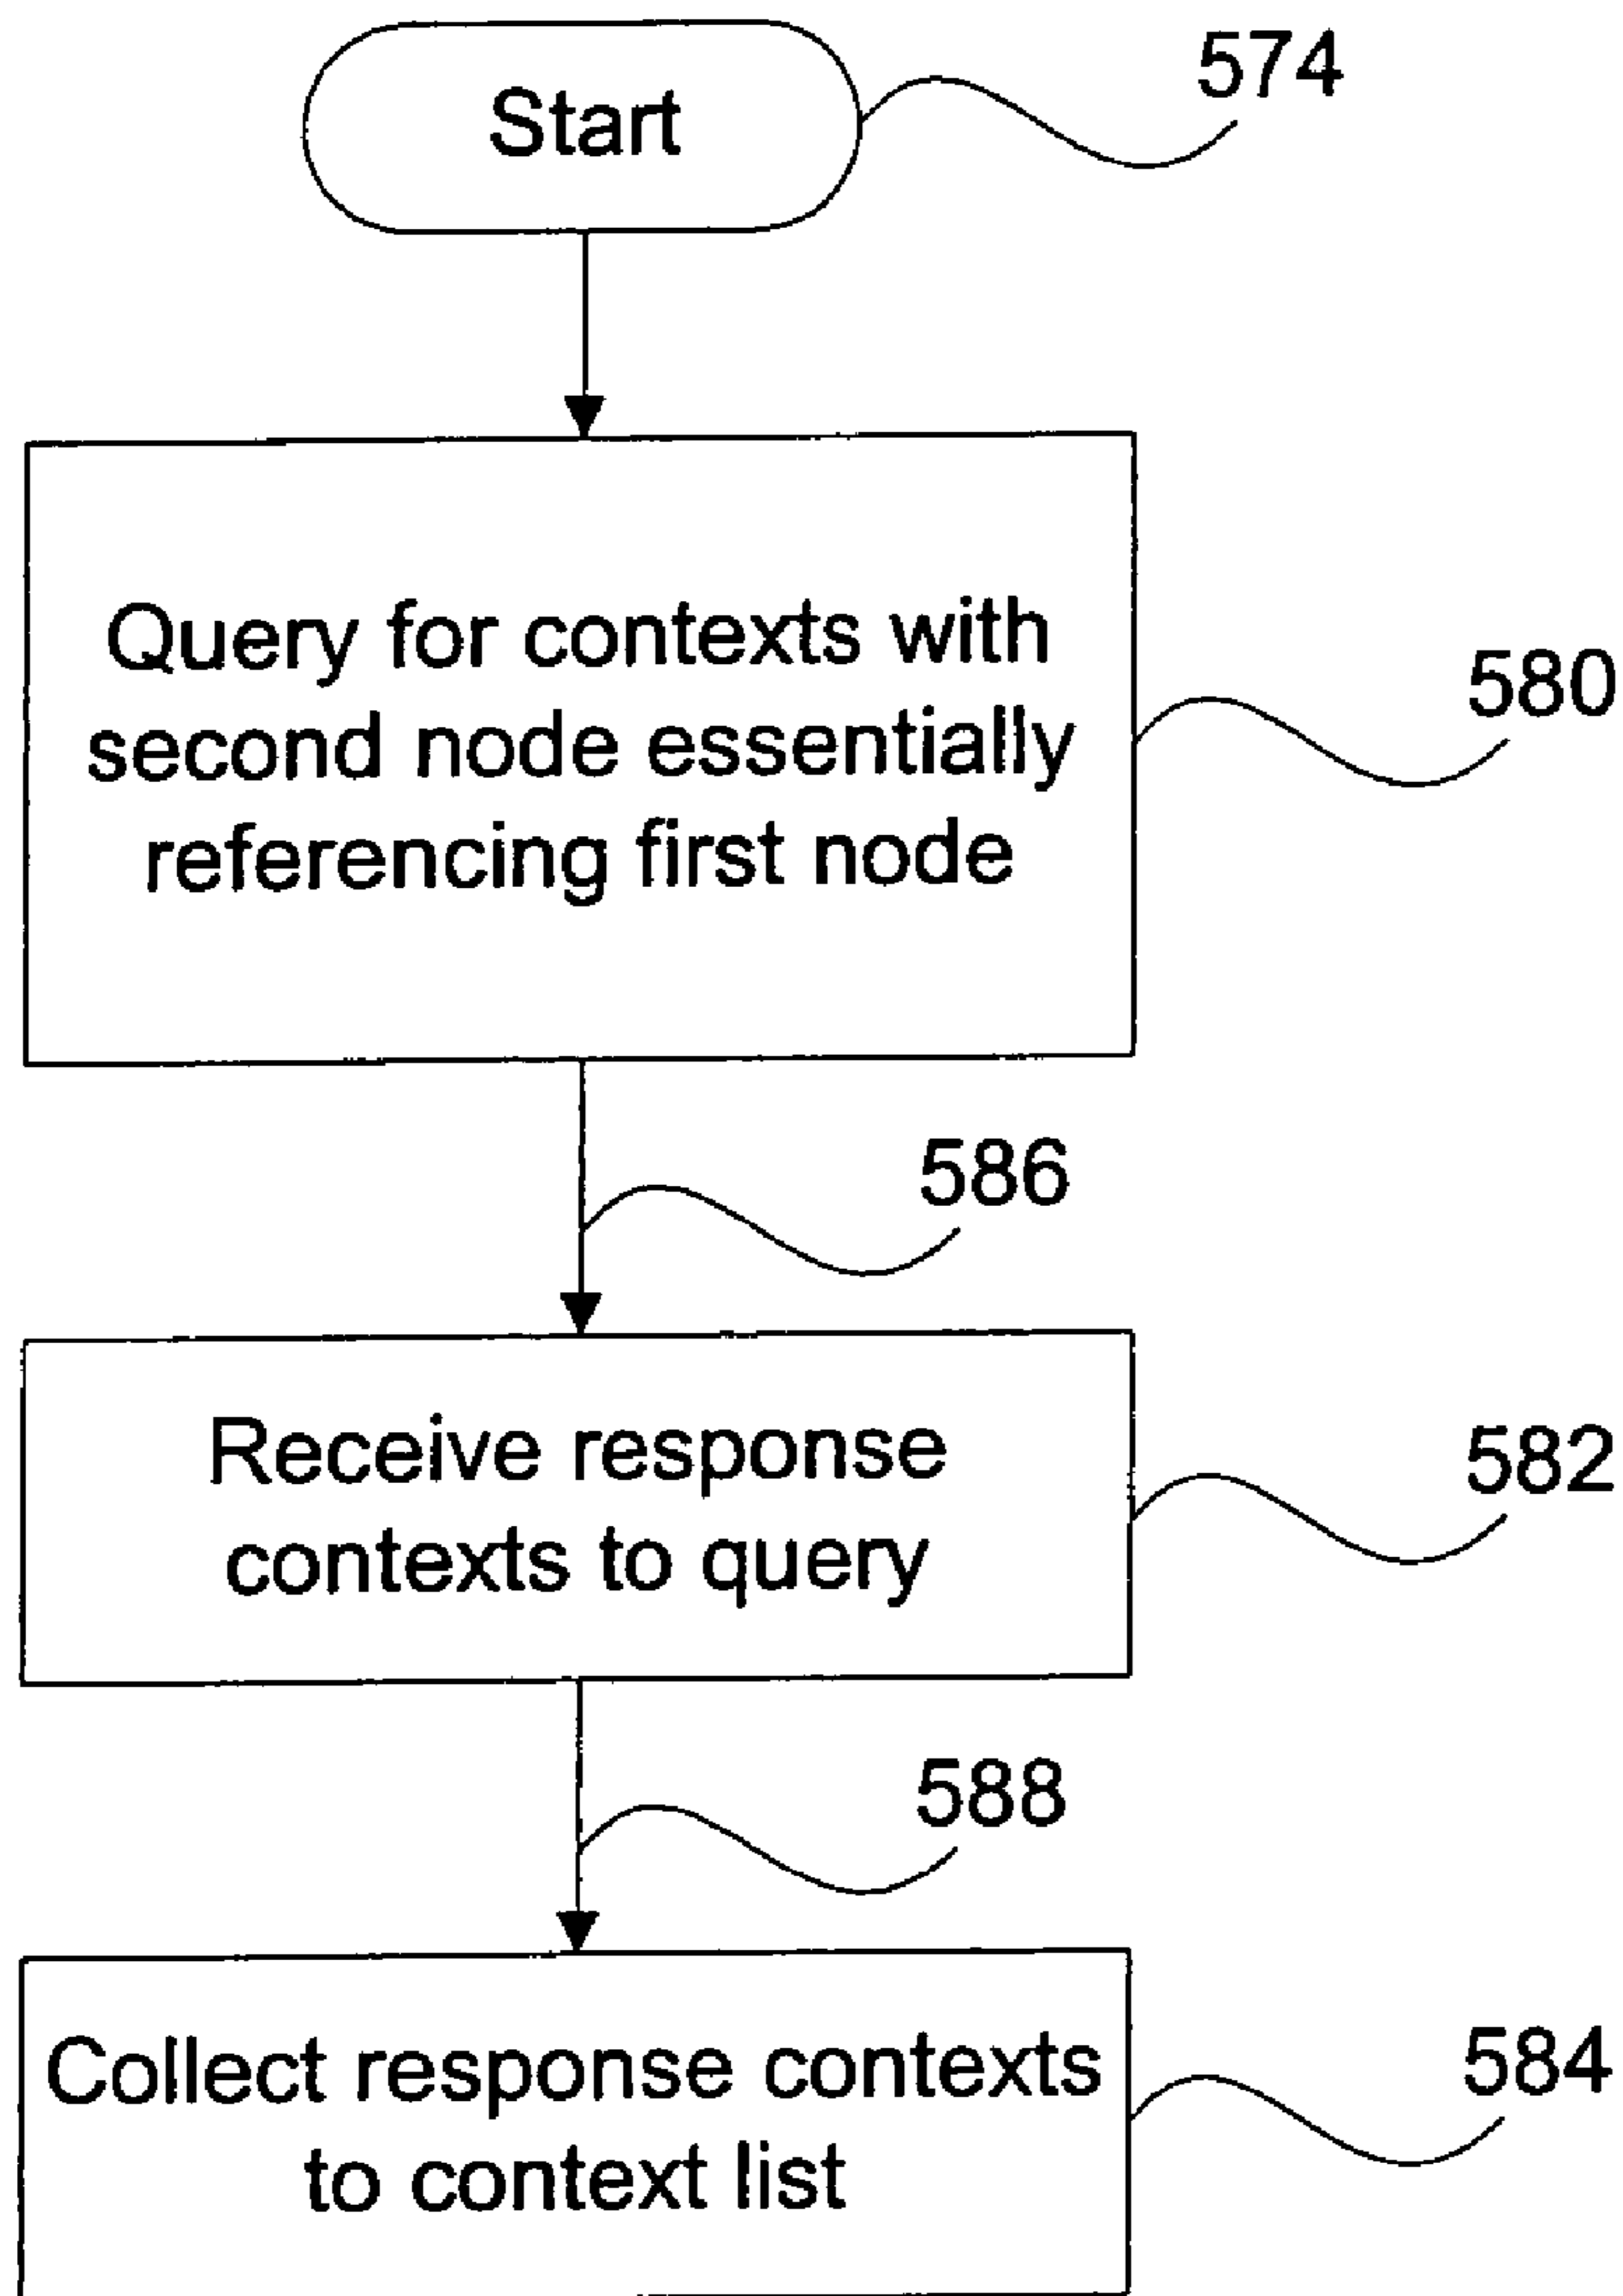 Start
574
Query for contexts with
second node essentially
referencing first node
580
586
Receive response
contexts to query
582
588
Collect response contexts
to context list
584